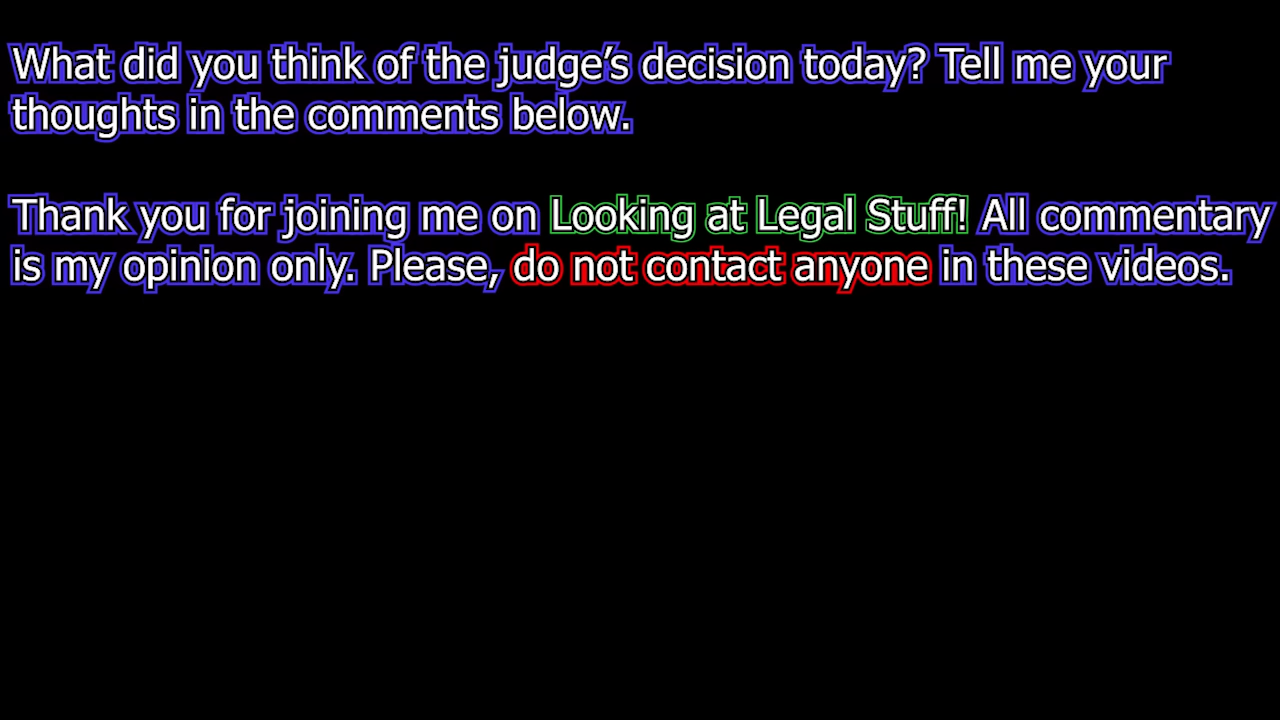 What did you think of the judge’s decision today? Tell me your
thoughts in the comments below.
Thank you for joining me on Looking at Legal Stuff! All commentary
is my opinion only. Please, do not contact anyone in these videos.